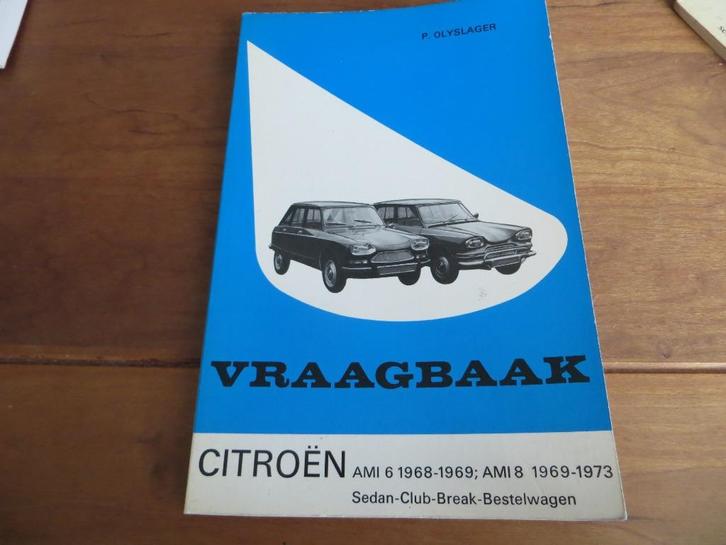 P. OLYSLAGER
VRAAGBAAK
CITROËN AMI 6 1968-1969; AMI 8 1969-1973
Sedan-Club-Break-Bestelwagen